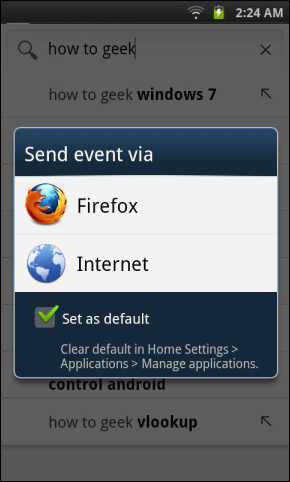 2:24 AM
how to geek
how to geek windows 7
Send event via
Firefox
Internet
Set as default
Clear default in Home Settings >
Applications > Manage applications.
control android
how to geek vlookup